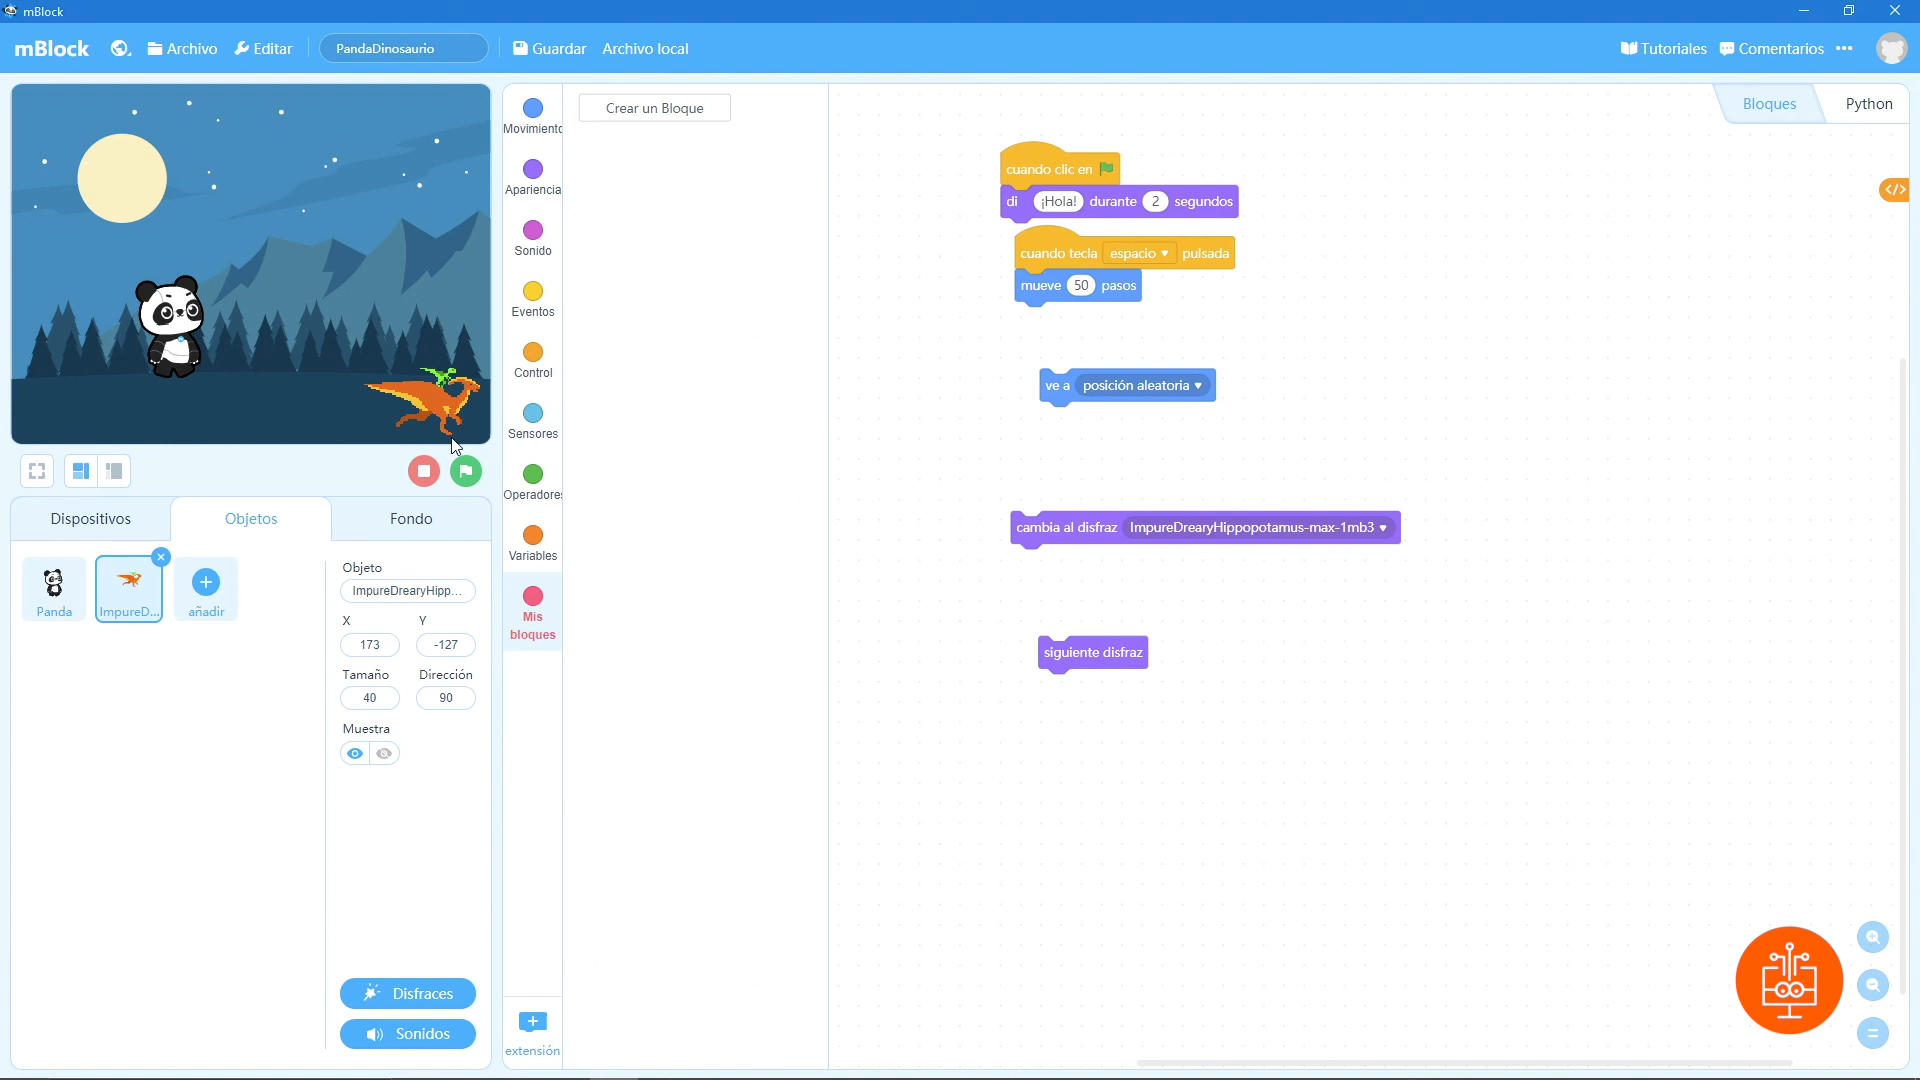 mBlock
mBlock
Archivo
Editar
PandaDinosaurio
Guardar
Archivo local
Tutoriales
Comentarios
Movimiento
Apariencia
Sonido
Eventos
Control
Sensores
Operadores
Variables
Mis
bloques
extensión
Crear un Bloque
Bloques
Python
cuando clic en
di ¡Hola! durante 2 segundos
cuando tecla espacio pulsada
mueve 50 pasos
ve a posición aleatoria
cambia al disfraz ImpureDrearyHippopotamus-max-1mb3
siguiente disfraz
Dispositivos
Objetos
Fondo
Panda
ImpureD...
añadir
Objeto
ImpureDrearyHipp...
X
Y
173
-127
Tamaño
Dirección
40
90
Muestra
Disfraces
Sonidos